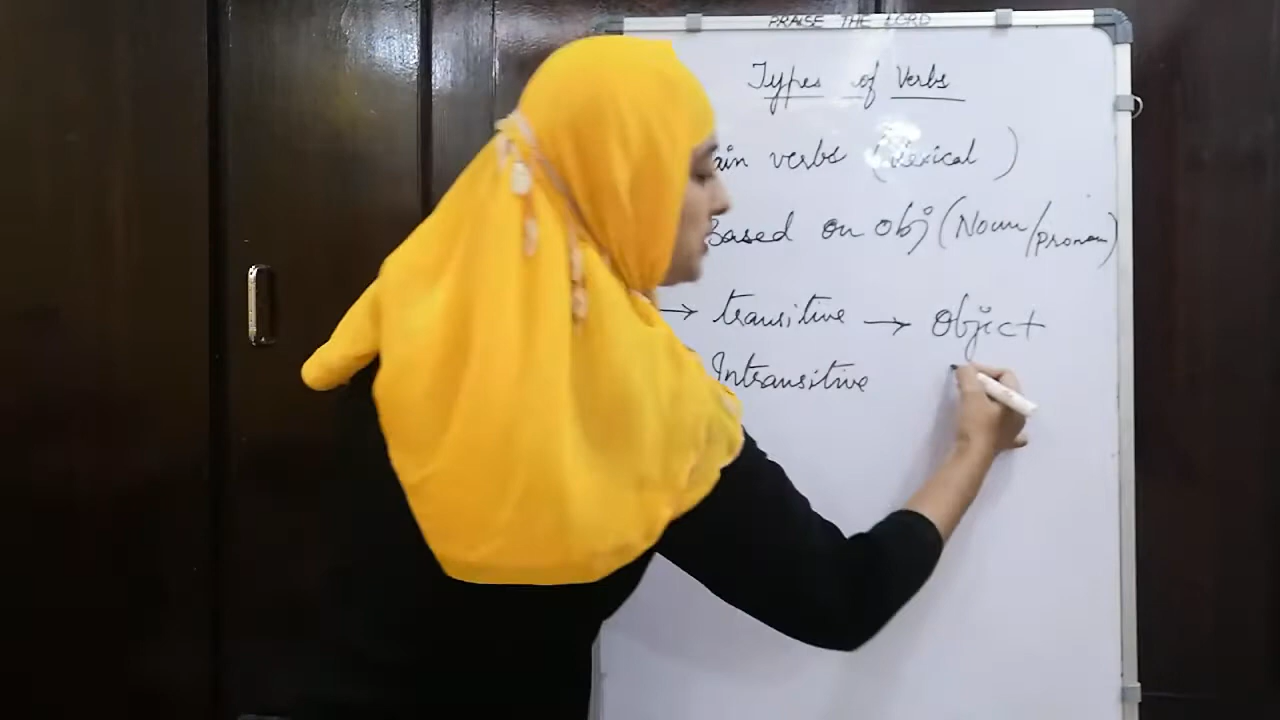 PRAISE THE LORD
Types of Verbs
ain verbs (Lexical)
Based on obj (Noun/pronoun)
→ transitive → Object
Intransitive